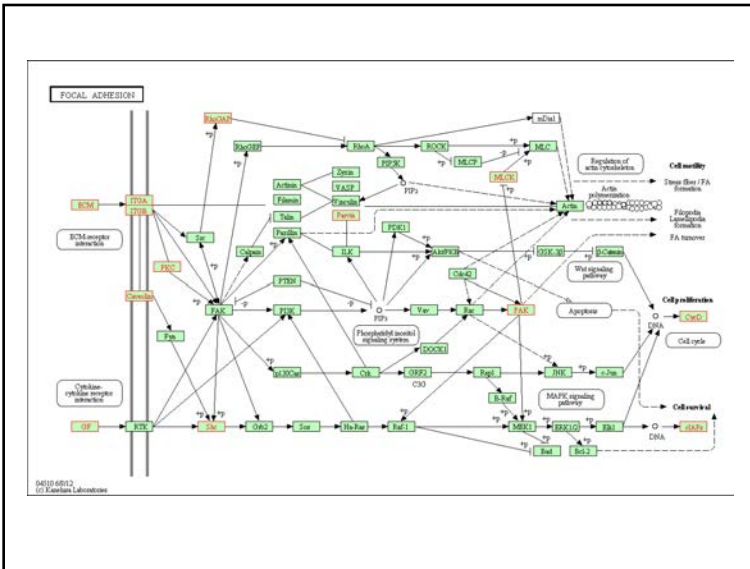 FOCAL ADHESION
RhoGAP
mDia1
+p
RhoGEF
RhoA
ROCK
MLC
PIP5K
MLCP
Regulation of
actin cytoskeleton
Cell motility
Zyxin
Actinin
VASP
PIP2
MLCK
Stress fiber / FA
formation
Actin
polymerization
ECM
ITGA
ITGB
Filamin
Vinculin
Talin
Parvin
Actin
Filopodia
Lamellipodia
formation
ECM-receptor
interaction
Src
Paxillin
PDK1
FA turnover
Calpain
ILK
Akt/PKB
GSK-3β
β-Catenin
PKC
PTEN
Cdc42
Wnt signaling
pathway
Caveolin
FAK
PI3K
PIP3
Vav
Rac
PAK
Apoptosis
Cell proliferation
DNA
CycD
Fyn
Phosphatidyl inositol
signaling system
DOCK1
Cell cycle
Cytokine-
cytokine receptor
interaction
p130Cas
Crk
GRF2
C3G
Rap1
JNK
c-Jun
B-Raf
MAPK signaling
pathway
Cell survival
GF
RTK
Shc
Grb2
Sos
Ha-Ras
Raf-1
MEK1
ERK1/2
Elk1
DNA
cIAPs
Bad
Bcl-2
04510 6/8/12
(c) Kanehisa Laboratories